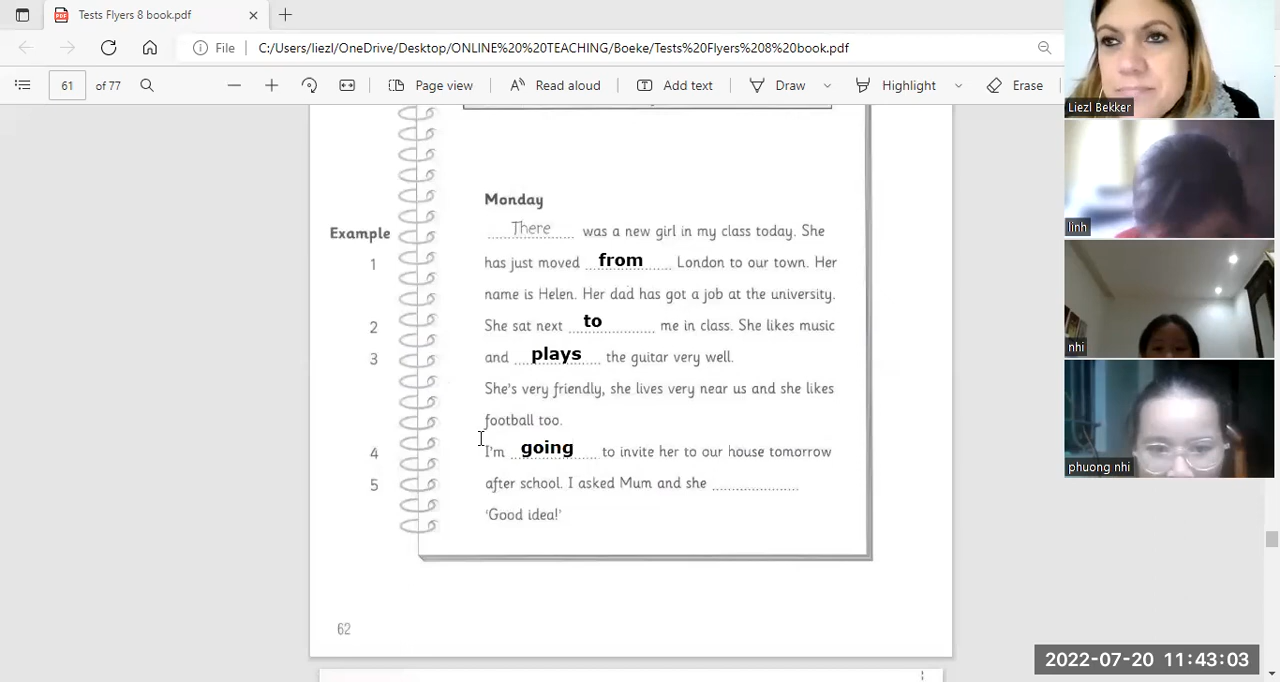 Tests Flyers 8 book.pdf
File C:/Users/liezl/OneDrive/Desktop/ONLINE%20%20TEACHING/Boeke/Tests%20Flyers%208%20book.pdf
61 of 77 Page view Read aloud Add text Draw Highlight Erase
Liezl Bekker
linh
nhi
phuong nhi
Monday
Example There was a new girl in my class today. She
1 has just moved from London to our town. Her
name is Helen. Her dad has got a job at the university.
2 She sat next to me in class. She likes music
3 and plays the guitar very well.
She's very friendly, she lives very near us and she likes
football too.
4 I'm going to invite her to our house tomorrow
5 after school. I asked Mum and she
'Good idea!'
62
2022-07-20 11:43:03